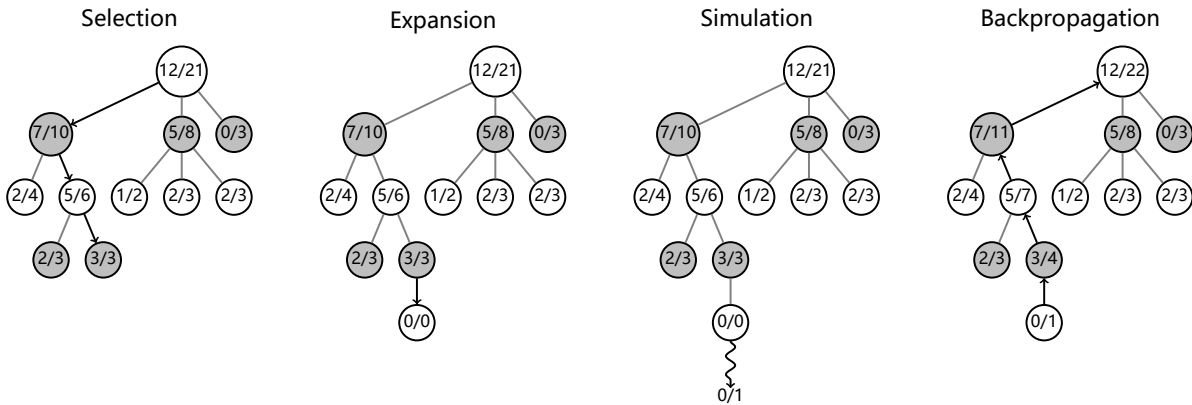 Selection Expansion Simulation Backpropagation
12/21 12/21 12/21 12/22
7/10 5/8 0/3 7/10 5/8 0/3 7/10 5/8 0/3 7/11 5/8 0/3
2/4 5/6 1/2 2/3 2/3 2/4 5/6 1/2 2/3 2/3 2/4 5/6 1/2 2/3 2/3 2/4 5/7 1/2 2/3 2/3
2/3 3/3 2/3 3/3 2/3 3/3 2/3 3/4
0/0 0/0 0/1
0/1